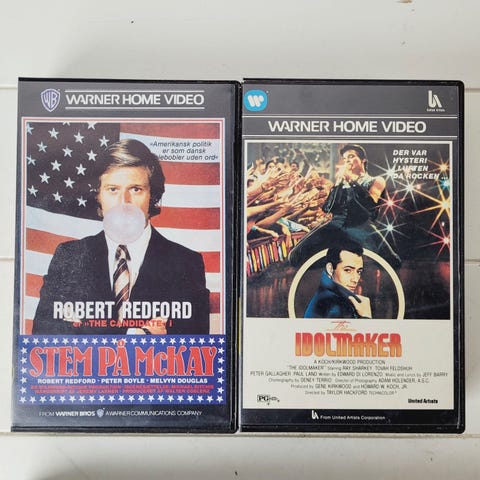 WB
WARNER HOME VIDEO
»Amerikansk politik
er som dansk
talebobler uden ord«
ROBERT REDFORD
er »THE CANDIDATE« i
STEM PÅ McKAY
ROBERT REDFORD · PETER BOYLE · MELVYN DOUGLAS
FROM WARNER BROS A WARNER COMMUNICATIONS COMPANY
WARNER HOME VIDEO
DER VAR
HYSTERI
I LUFTEN
DA ROCKEN...
The
IDOLMAKER
A KOCH/KIRKWOOD PRODUCTION
"THE IDOLMAKER" Starring RAY SHARKEY TOVAH FELDSHUH
PETER GALLAGHER PAUL LAND Written by EDWARD DI LORENZO Music and Lyrics by JEFF BARRY
Choreography by DENEY TERRIO Director of Photography ADAM HOLENDER, A.S.C.
Produced by GENE KIRKWOOD and HOWARD W. KOCH, JR.
Directed by TAYLOR HACKFORD TECHNICOLOR®
PG
United Artists
From United Artists Corporation